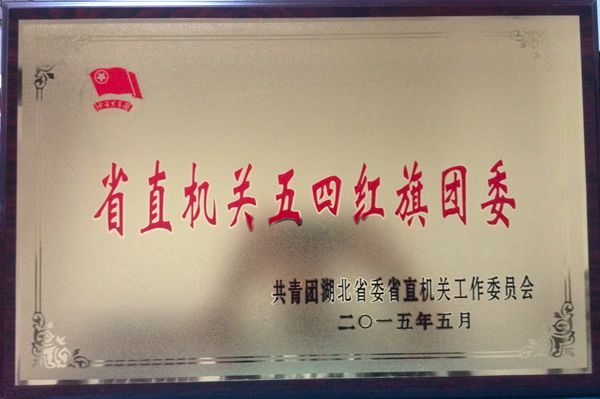 省直机关五四红旗团委
共青团湖北省委省直机关工作委员会
二〇一五年五月